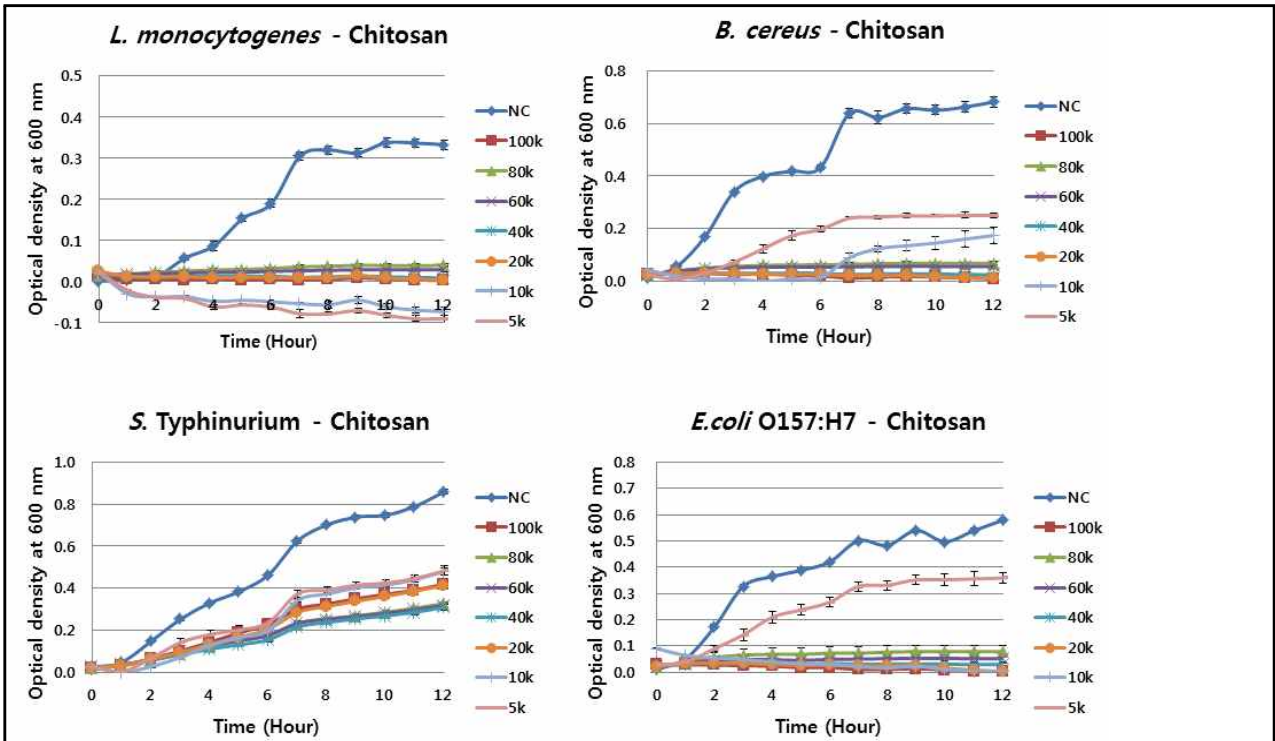 L. monocytogenes - Chitosan
Optical density at 600 nm
0.5
0.4
0.3
0.2
0.1
0.0
-0.1
0
2
4
6
8
10
12
Time (Hour)
NC
100k
80k
60k
40k
20k
10k
5k
B. cereus - Chitosan
Optical density at 600 nm
0.8
0.6
0.4
0.2
0.0
0
2
4
6
8
10
12
Time (Hour)
NC
100k
80k
60k
40k
20k
10k
5k
S. Typhinurium - Chitosan
Optical density at 600 nm
1.0
0.8
0.6
0.4
0.2
0.0
0
2
4
6
8
10
12
Time (Hour)
NC
100k
80k
60k
40k
20k
10k
5k
E.coli O157:H7 - Chitosan
Optical density at 600 nm
0.8
0.7
0.6
0.5
0.4
0.3
0.2
0.1
0.0
0
2
4
6
8
10
12
Time (Hour)
NC
100k
80k
60k
40k
20k
10k
5k